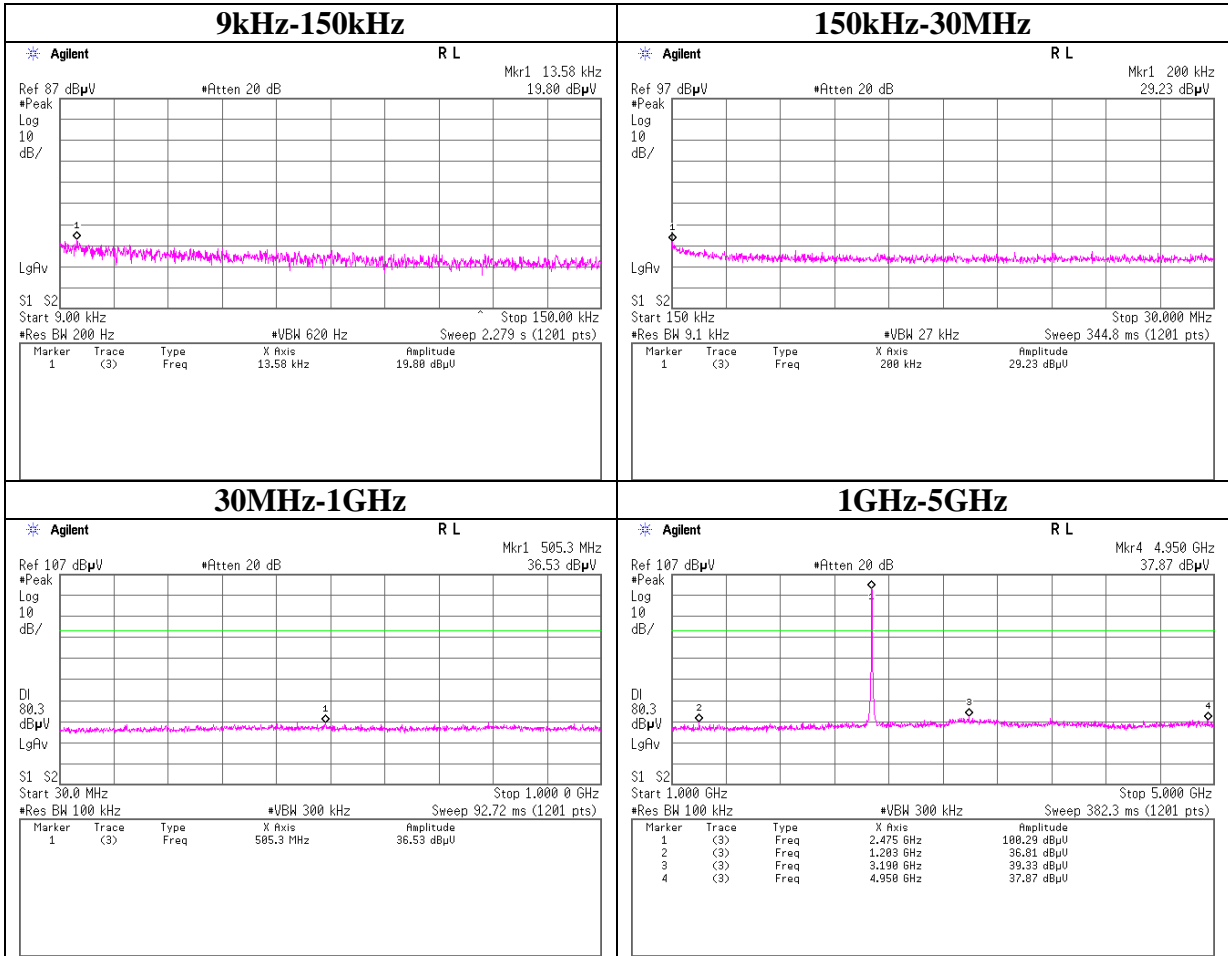 9kHz-150kHz
Agilent R L
Mkr1 13.58 kHz
Ref 87 dBµV #Atten 20 dB 19.80 dBµV
#Peak
Log
10
dB/
1
LgAv
S1 S2
Start 9.00 kHz ^ Stop 150.00 kHz
#Res BW 200 Hz #VBW 620 Hz Sweep 2.279 s (1201 pts)
Marker Trace Type X Axis Amplitude
1 (3) Freq 13.58 kHz 19.80 dBµV
150kHz-30MHz
Agilent R L
Mkr1 200 kHz
Ref 97 dBµV #Atten 20 dB 29.23 dBµV
#Peak
Log
10
dB/
1
LgAv
S1 S2
Start 150 kHz Stop 30.000 MHz
#Res BW 9.1 kHz #VBW 27 kHz Sweep 344.8 ms (1201 pts)
Marker Trace Type X Axis Amplitude
1 (3) Freq 200 kHz 29.23 dBµV
30MHz-1GHz
Agilent R L
Mkr1 505.3 MHz
Ref 107 dBµV #Atten 20 dB 36.53 dBµV
#Peak
Log
10
dB/
DI
80.3
dBµV
1
LgAv
S1 S2
Start 30.0 MHz Stop 1.000 0 GHz
#Res BW 100 kHz #VBW 300 kHz Sweep 92.72 ms (1201 pts)
Marker Trace Type X Axis Amplitude
1 (3) Freq 505.3 MHz 36.53 dBµV
1GHz-5GHz
Agilent R L
Mkr4 4.950 GHz
Ref 107 dBµV #Atten 20 dB 37.87 dBµV
#Peak
Log
10
dB/
1
DI
80.3
dBµV
2 3 4
LgAv
S1 S2
Start 1.000 GHz Stop 5.000 GHz
#Res BW 100 kHz #VBW 300 kHz Sweep 382.3 ms (1201 pts)
Marker Trace Type X Axis Amplitude
1 (3) Freq 2.475 GHz 100.29 dBµV
2 (3) Freq 1.203 GHz 36.81 dBµV
3 (3) Freq 3.190 GHz 39.33 dBµV
4 (3) Freq 4.950 GHz 37.87 dBµV